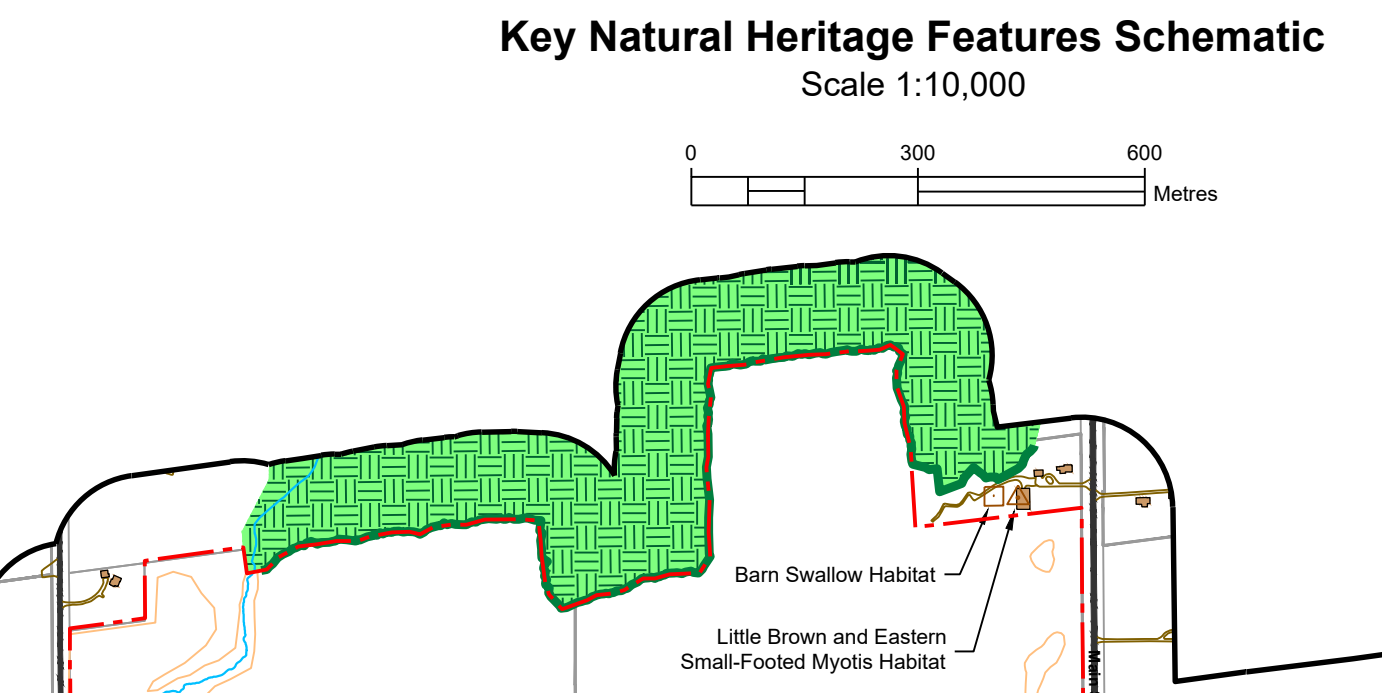 Key Natural Heritage Features Schematic
Scale 1:10,000
0 300 600
Metres
Barn Swallow Habitat
Little Brown and Eastern
Small-Footed Myotis Habitat